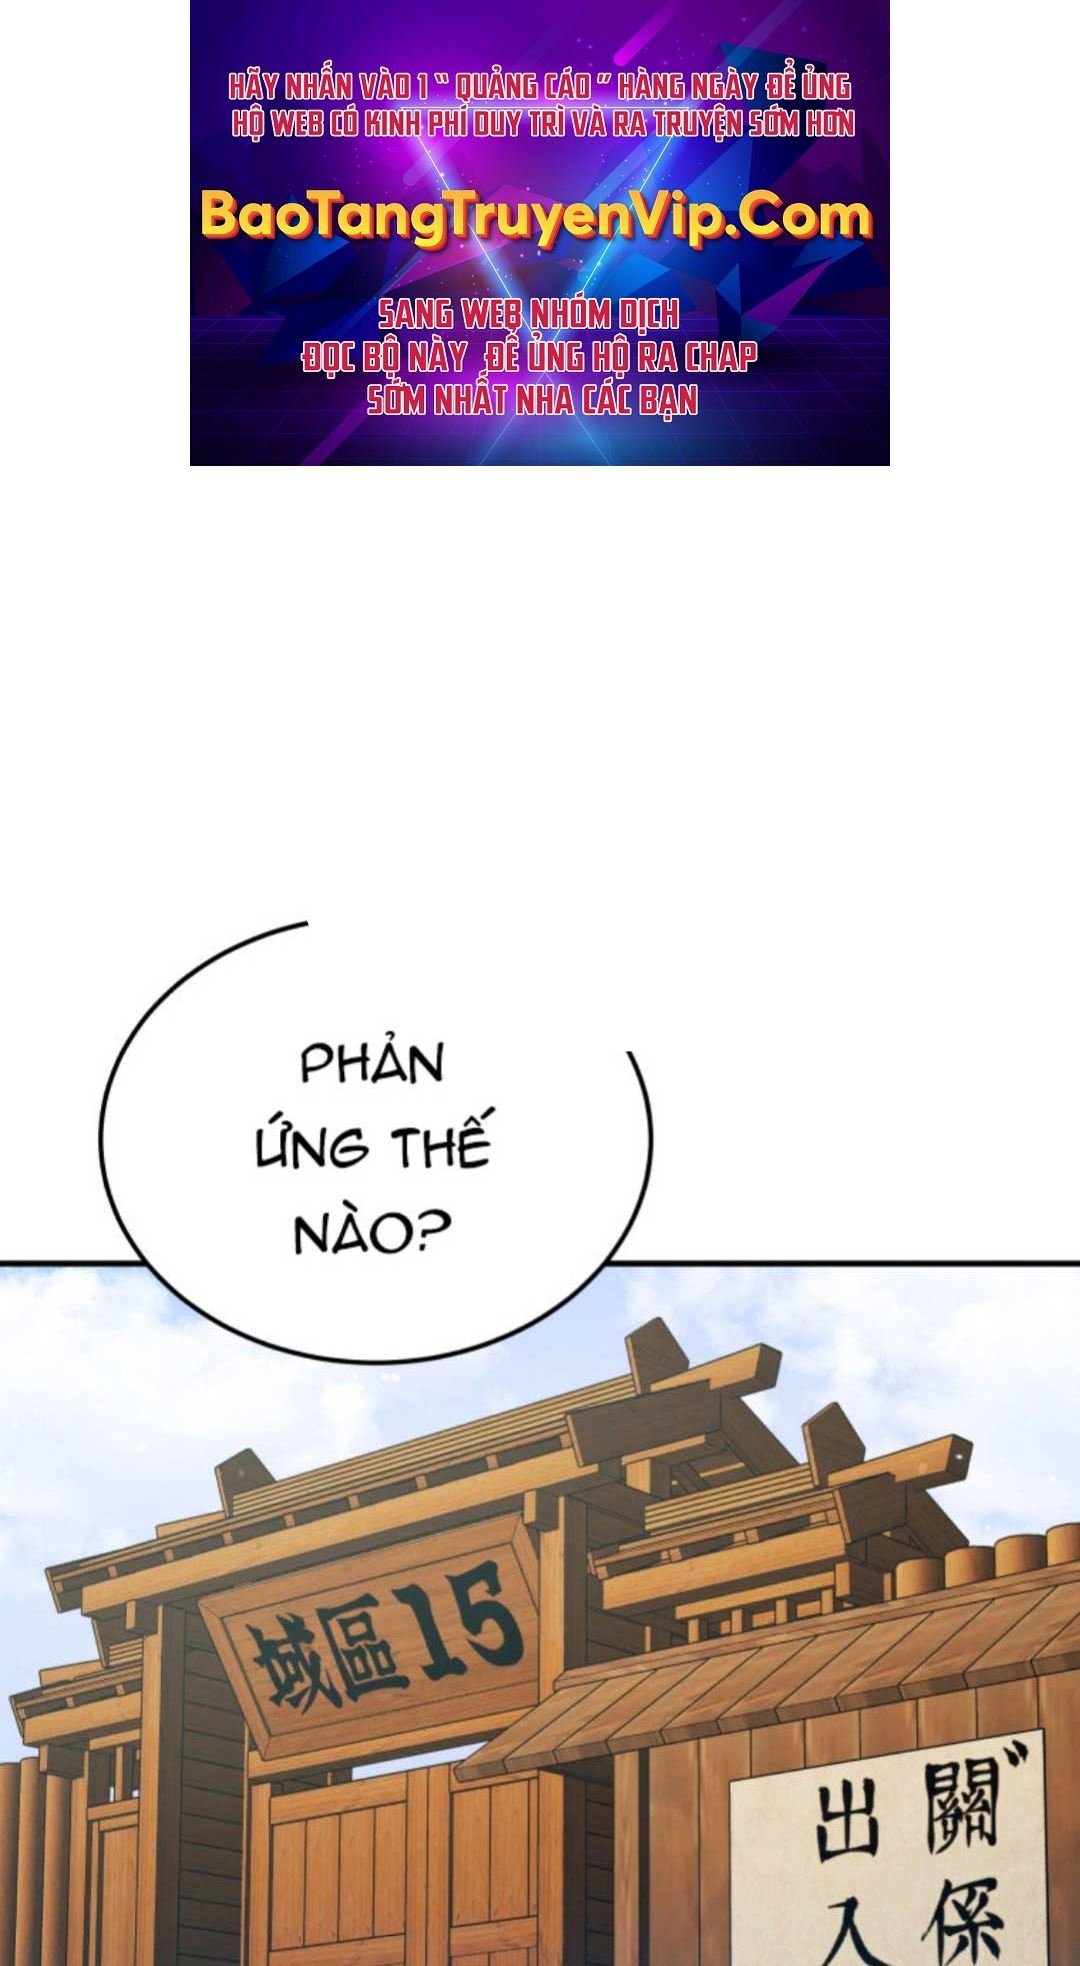 HÃY NHẤN VÀO 1 “ QUẢNG CÁO ” HÀNG NGÀY ĐỂ ỦNG
HỘ WEB CÓ KINH PHÍ DUY TRÌ VÀ RA TRUYỆN SỚM HƠN
BaoTangTruyenVip.Com
SANG WEB NHÓM DỊCH
ĐỌC BỘ NÀY ĐỂ ỦNG HỘ RA CHAP
SỚM NHẤT NHA CÁC BẠN
PHẢN
ỨNG THẾ
NÀO?
域區15
關係
出入